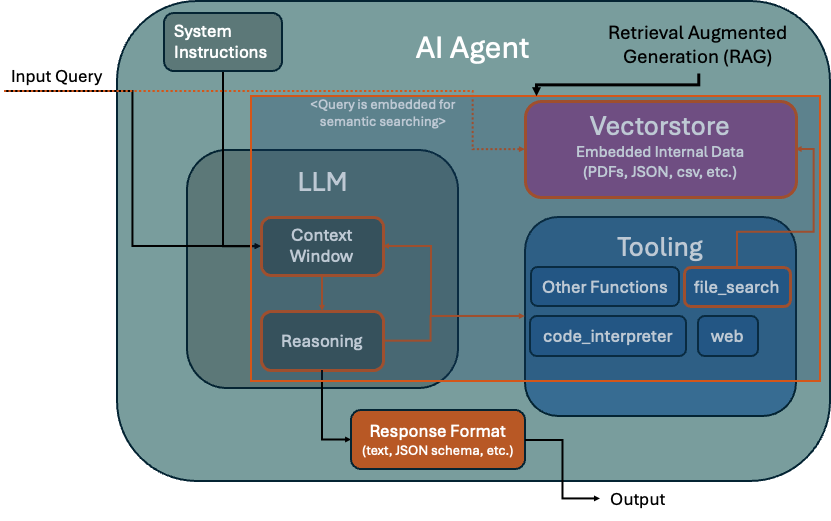 System
Instructions
AI Agent
Retrieval Augmented
Generation (RAG)
Input Query
<Query is embedded for
semantic searching>
Vectorstore
Embedded Internal Data
(PDFs, JSON, csv, etc.)
LLM
Context
Window
Reasoning
Tooling
Other Functions
file_search
code_interpreter
web
Response Format
(text, JSON schema, etc.)
Output